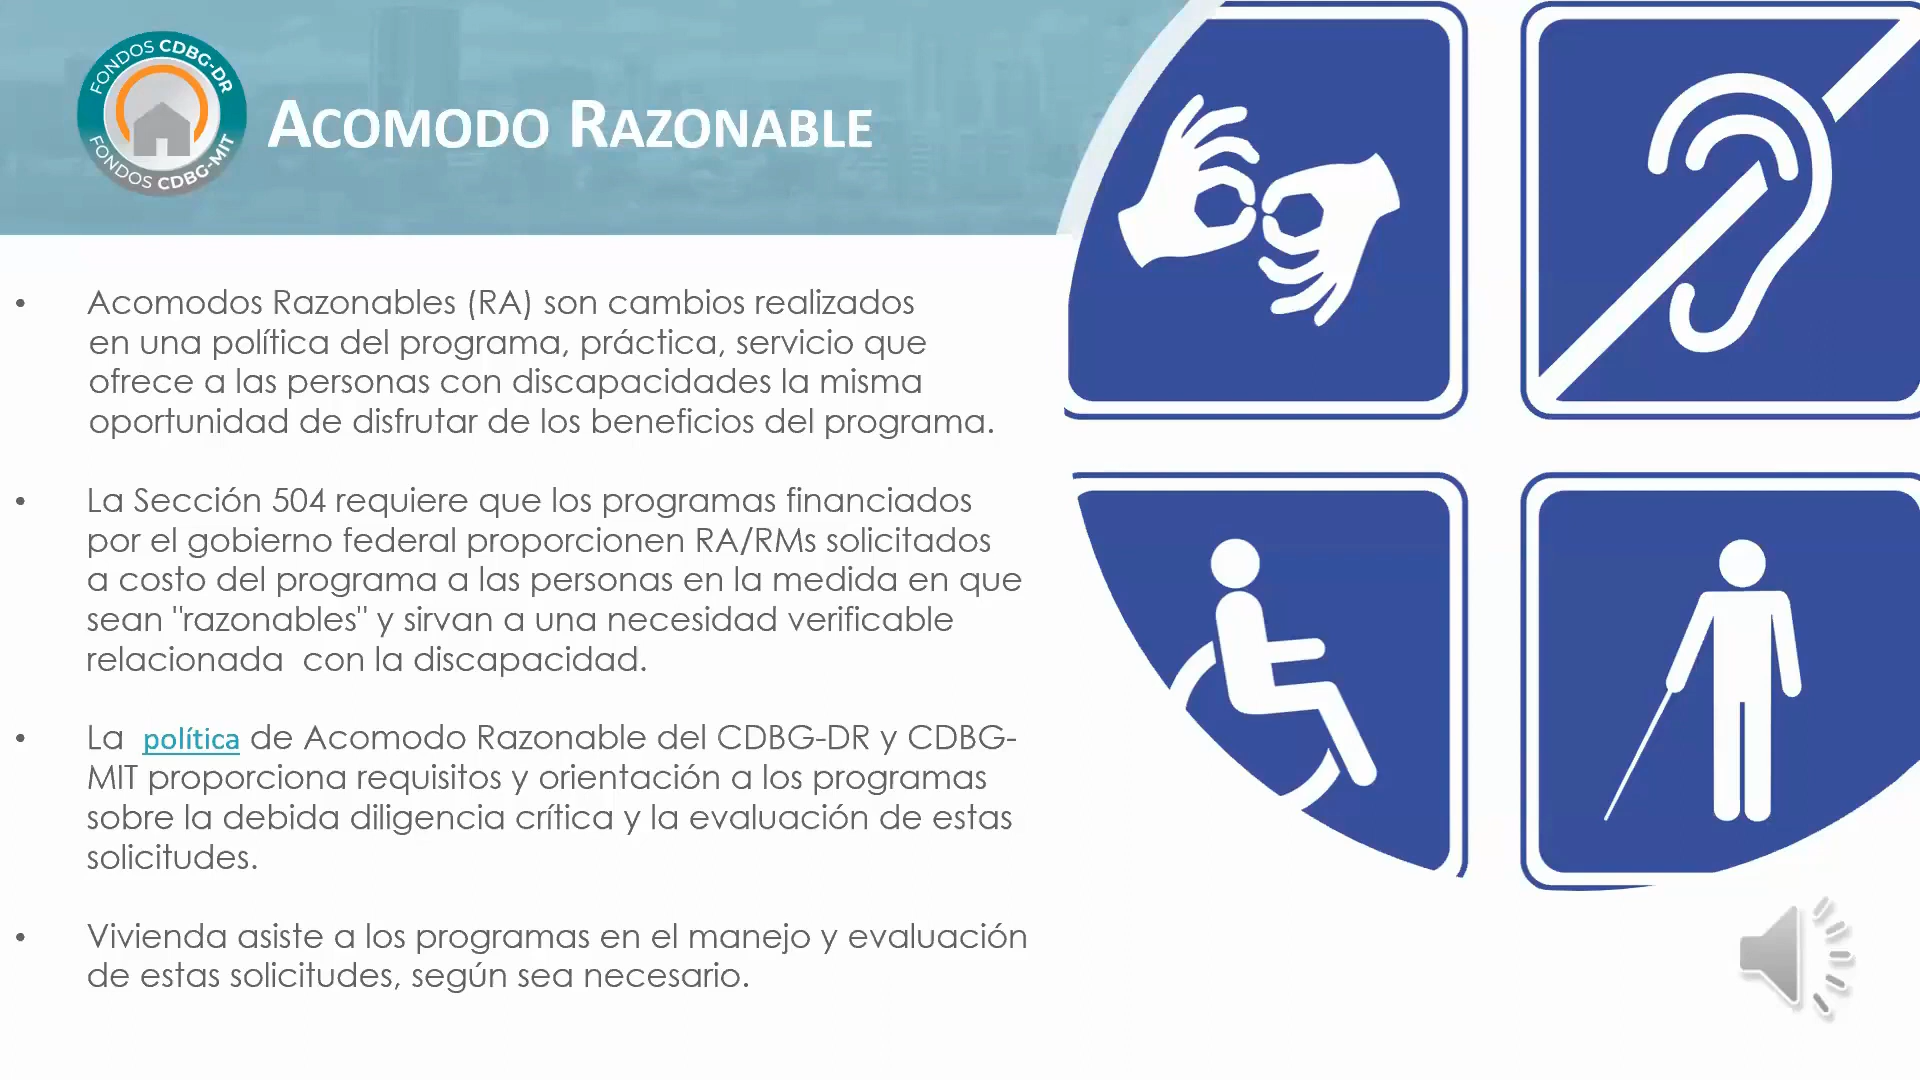 FONDOS CDBG-DR
FONDOS CDBG-MIT
ACOMODO RAZONABLE
• Acomodos Razonables (RA) son cambios realizados
en una política del programa, práctica, servicio que
ofrece a las personas con discapacidades la misma
oportunidad de disfrutar de los beneficios del programa.
• La Sección 504 requiere que los programas financiados
por el gobierno federal proporcionen RA/RMs solicitados
a costo del programa a las personas en la medida en que
sean "razonables" y sirvan a una necesidad verificable
relacionada con la discapacidad.
• La política de Acomodo Razonable del CDBG-DR y CDBG-
MIT proporciona requisitos y orientación a los programas
sobre la debida diligencia crítica y la evaluación de estas
solicitudes.
• Vivienda asiste a los programas en el manejo y evaluación
de estas solicitudes, según sea necesario.